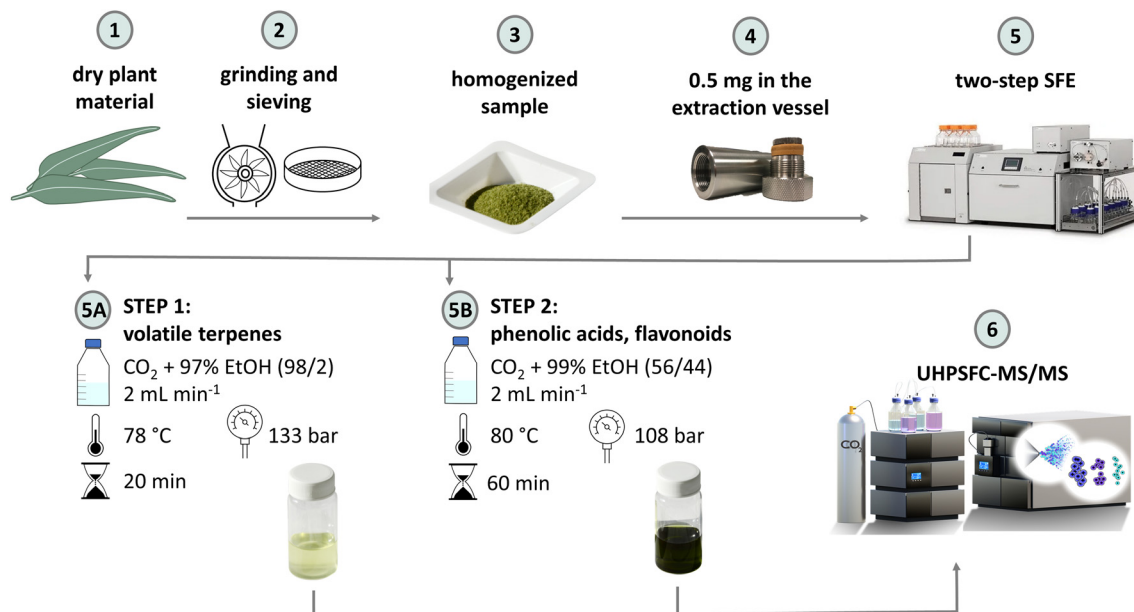 1
dry plant
material
2
grinding and
sieving
3
homogenized
sample
4
0.5 mg in the
extraction vessel
5
two-step SFE
5A
STEP 1:
volatile terpenes
CO₂ + 97% EtOH (98/2)
2 mL min⁻¹
78 °C
133 bar
20 min
5B
STEP 2:
phenolic acids, flavonoids
CO₂ + 99% EtOH (56/44)
2 mL min⁻¹
80 °C
108 bar
60 min
6
UHPSFC-MS/MS
CO₂